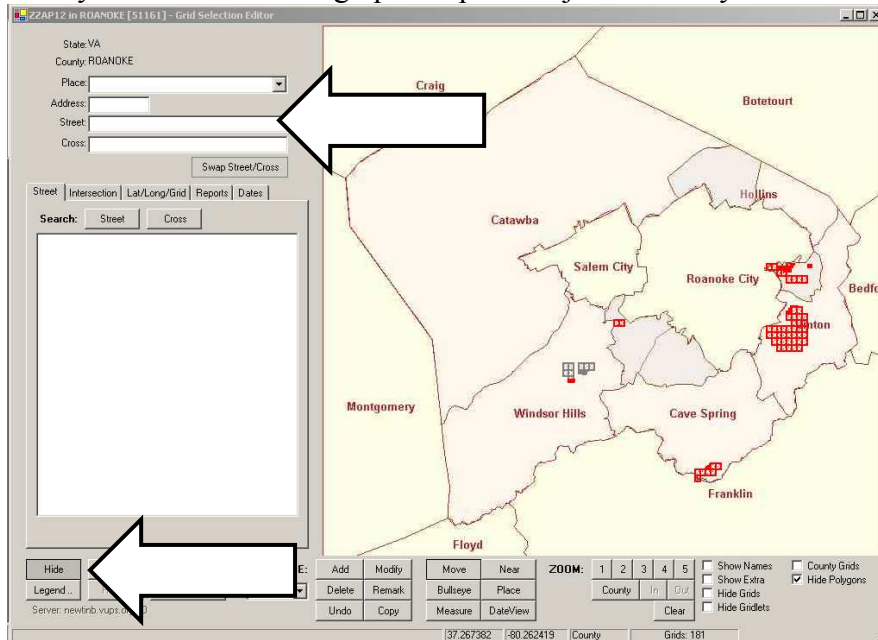 ZZAP12 in ROANOKE [51161] - Grid Selection Editor
State: VA
County: ROANOKE
Place:
Address:
Street:
Cross:
Swap Street/Cross
Street Intersection Lat/Long/Grid Reports Dates
Search: Street Cross
Craig
Botetourt
Hollins
Catawba
Salem City
Roanoke City
Montgomery
Windsor Hills
Cave Spring
Franklin
Floyd
Hide
Legend..
Server: newtinb.vups.
Add Modify
Delete Remark
Undo Copy
Move Near
Bullseye Place
Measure DateView
ZOOM: 1 2 3 4 5
County In Out
Clear
Show Names
Show Extra
Hide Grids
Hide Gridlets
County Grids
Hide Polygons
37.267382 -80.262419 County Grids: 181